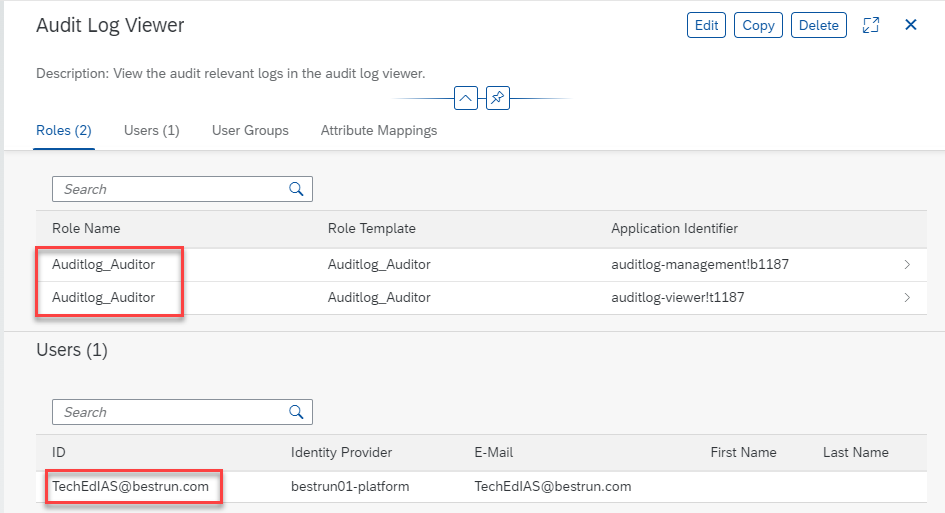 Audit Log Viewer Edit Copy Delete
Description: View the audit relevant logs in the audit log viewer.
Roles (2) Users (1) User Groups Attribute Mappings
Search
Role Name Role Template Application Identifier
Auditlog_Auditor Auditlog_Auditor auditlog-management!b1187
Auditlog_Auditor Auditlog_Auditor auditlog-viewer!t1187
Users (1)
Search
ID Identity Provider E-Mail First Name Last Name
TechEdIAS@bestrun.com bestrun01-platform TechEdIAS@bestrun.com